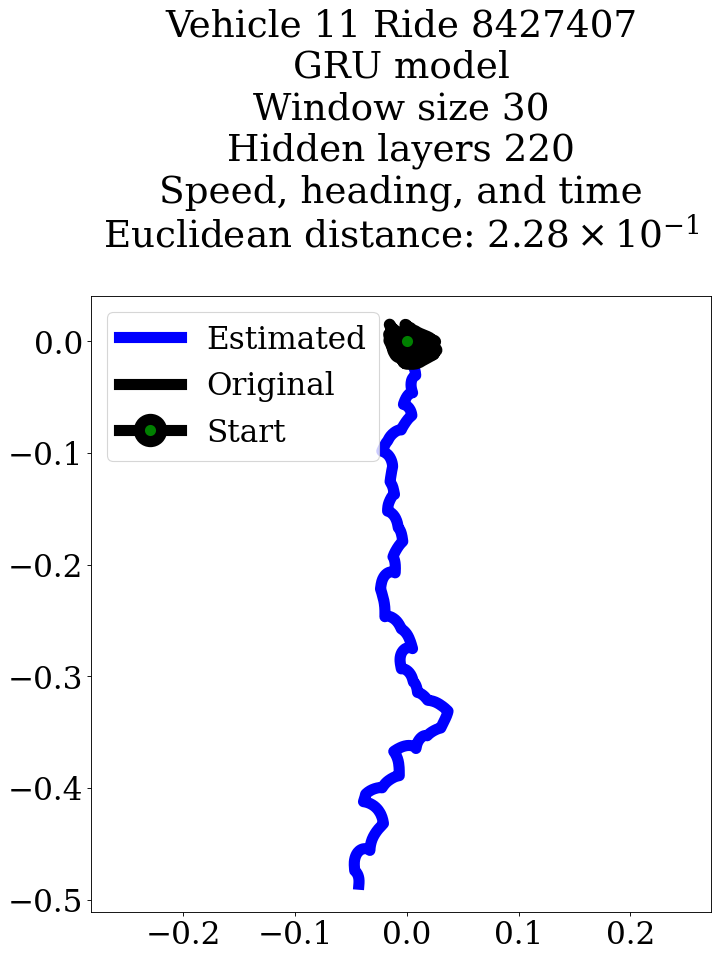 Vehicle 11 Ride 8427407
GRU model
Window size 30
Hidden layers 220
Speed, heading, and time
Euclidean distance: 2.28 × 10⁻¹
Estimated
Original
Start
0.0
−0.1
−0.2
−0.3
−0.4
−0.5
−0.2 −0.1 0.0 0.1 0.2